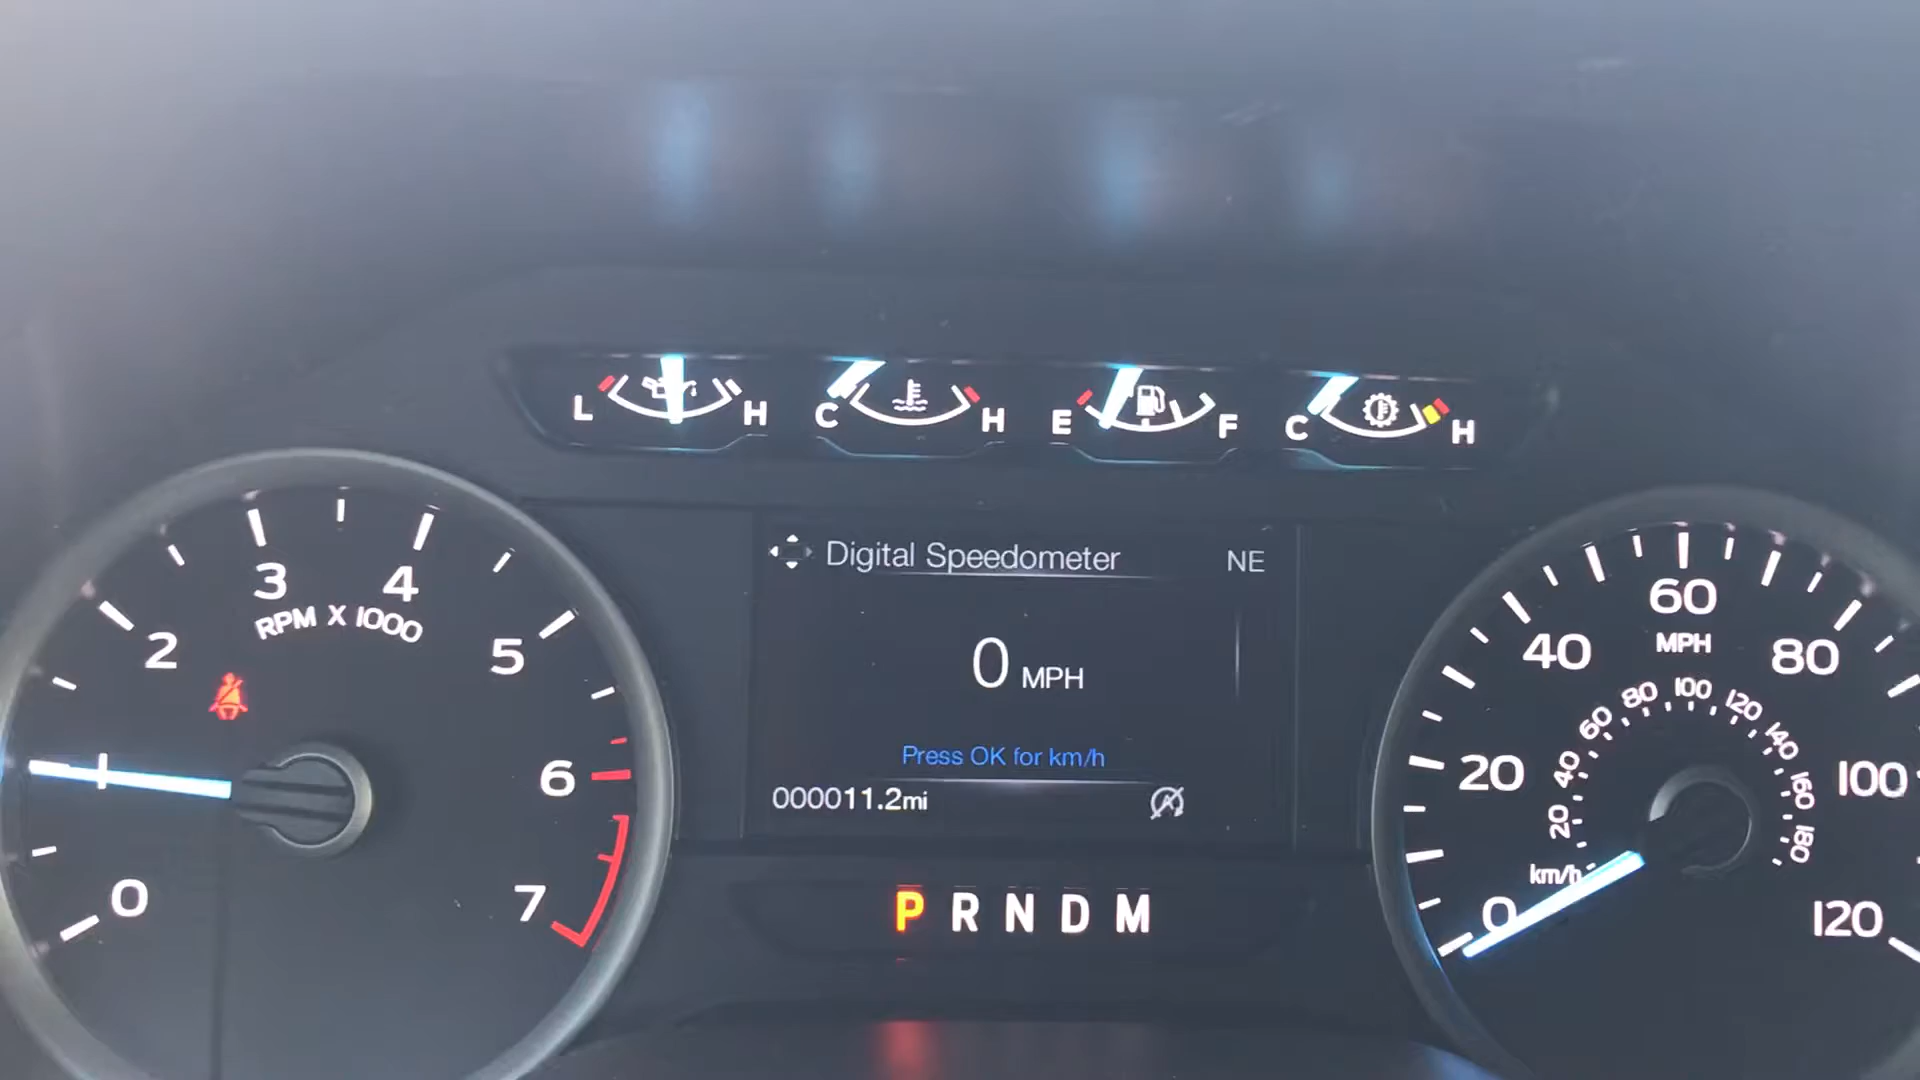 L H C H E F C H
Digital Speedometer NE
0 MPH
Press OK for km/h
000011.2mi
P R N D M
0 1 2 3 4 5 6 7
RPM X 1000
0 20 40 60 80 100 120
MPH
20 40 60 80 100 120 140 160 180
km/h